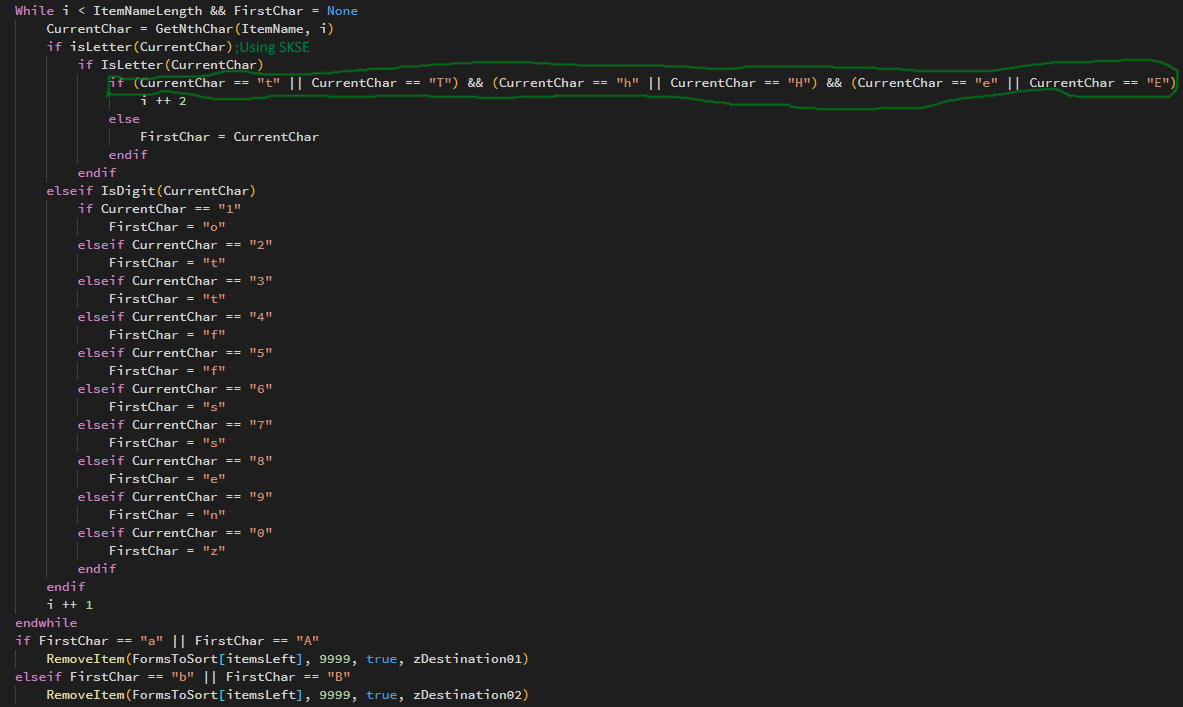 While i < ItemNameLength && FirstChar = None
CurrentChar = GetNthChar(ItemName, i)
if isLetter(CurrentChar);Using SKSE
if IsLetter(CurrentChar)
if (CurrentChar == "t" || CurrentChar == "T") && (CurrentChar == "h" || CurrentChar == "H") && (CurrentChar == "e" || CurrentChar == "E")
i ++ 2
else
FirstChar = CurrentChar
endif
endif
elseif IsDigit(CurrentChar)
if CurrentChar == "1"
FirstChar = "o"
elseif CurrentChar == "2"
FirstChar = "t"
elseif CurrentChar == "3"
FirstChar = "t"
elseif CurrentChar == "4"
FirstChar = "f"
elseif CurrentChar == "5"
FirstChar = "f"
elseif CurrentChar == "6"
FirstChar = "s"
elseif CurrentChar == "7"
FirstChar = "s"
elseif CurrentChar == "8"
FirstChar = "e"
elseif CurrentChar == "9"
FirstChar = "n"
elseif CurrentChar == "0"
FirstChar = "z"
endif
endif
i ++ 1
endwhile
if FirstChar == "a" || FirstChar == "A"
RemoveItem(FormsToSort[itemsLeft], 9999, true, zDestination01)
elseif FirstChar == "b" || FirstChar == "B"
RemoveItem(FormsToSort[itemsLeft], 9999, true, zDestination02)